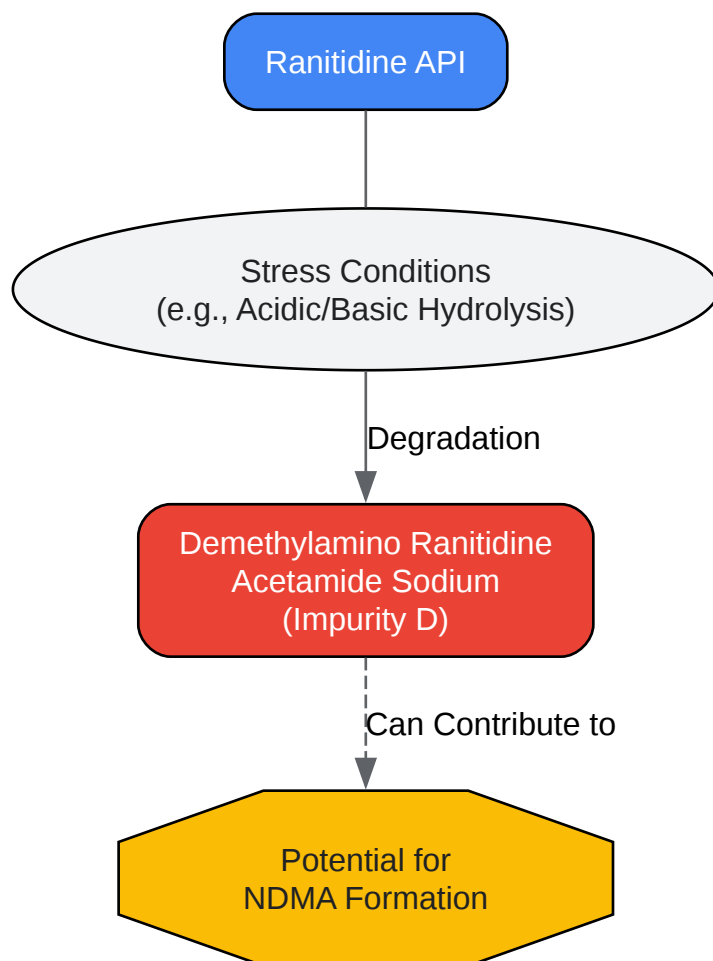 Ranitidine API
Stress Conditions
(e.g., Acidic/Basic Hydrolysis)
Degradation
Demethylamino Ranitidine
Acetamide Sodium
(Impurity D)
Can Contribute to
Potential for
NDMA Formation